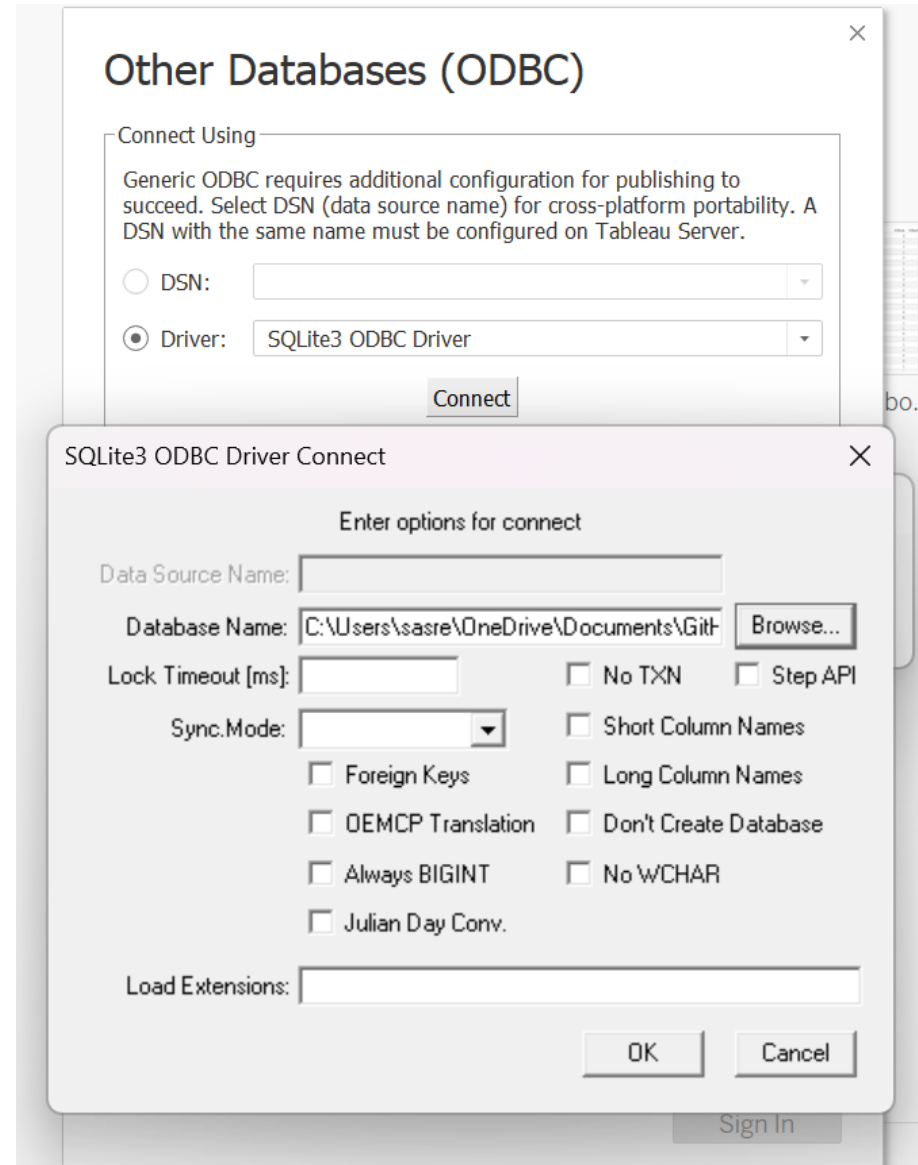 Other Databases (ODBC)
Connect Using
Generic ODBC requires additional configuration for publishing to
succeed. Select DSN (data source name) for cross-platform portability. A
DSN with the same name must be configured on Tableau Server.
DSN:
Driver: SQLite3 ODBC Driver
Connect
bo.
SQLite3 ODBC Driver Connect
Enter options for connect
Data Source Name:
Database Name: C:\Users\sasre\OneDrive\Documents\GitH Browse...
Lock Timeout [ms]: No TXN Step API
Sync.Mode: Short Column Names
Foreign Keys Long Column Names
OEMCP Translation Don't Create Database
Always BIGINT No WCHAR
Julian Day Conv.
Load Extensions:
OK Cancel
Sign In